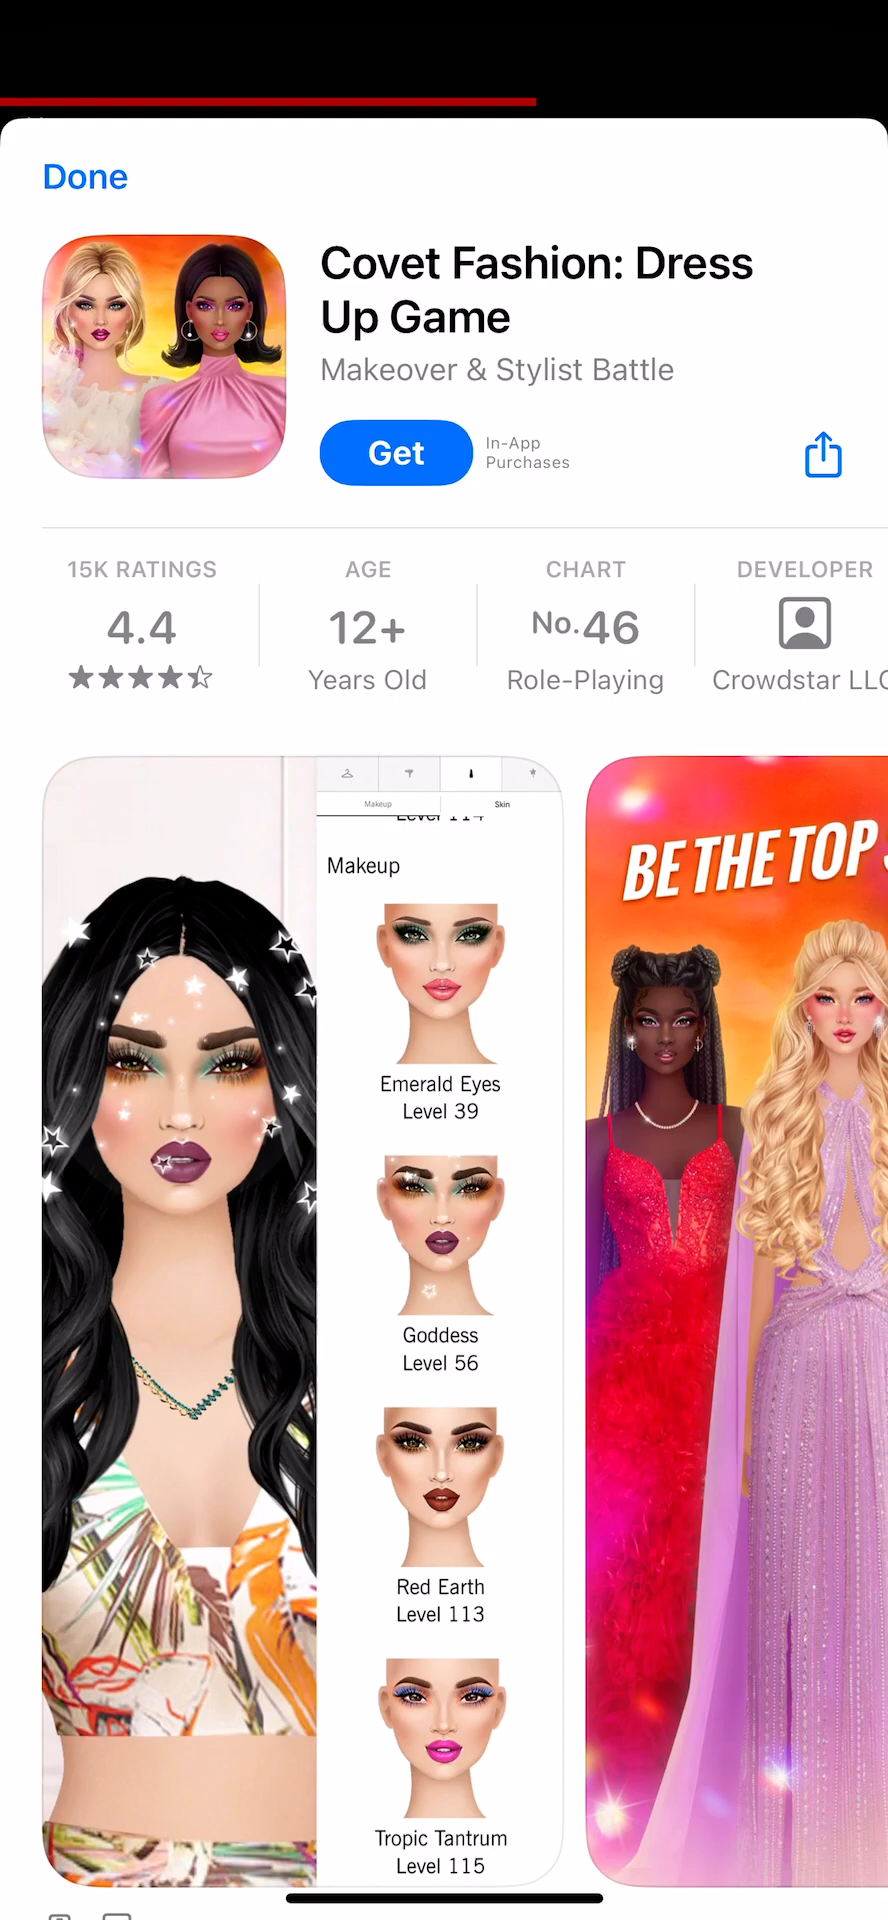 Done
Covet Fashion: Dress
Up Game
Makeover & Stylist Battle
Get
In-App
Purchases
15K RATINGS
4.4
AGE
12+
Years Old
CHART
No.46
Role-Playing
DEVELOPER
Crowdstar LLC
Makeup
Skin
Level 114
Makeup
Emerald Eyes
Level 39
Goddess
Level 56
Red Earth
Level 113
Tropic Tantrum
Level 115
BE THE TOP